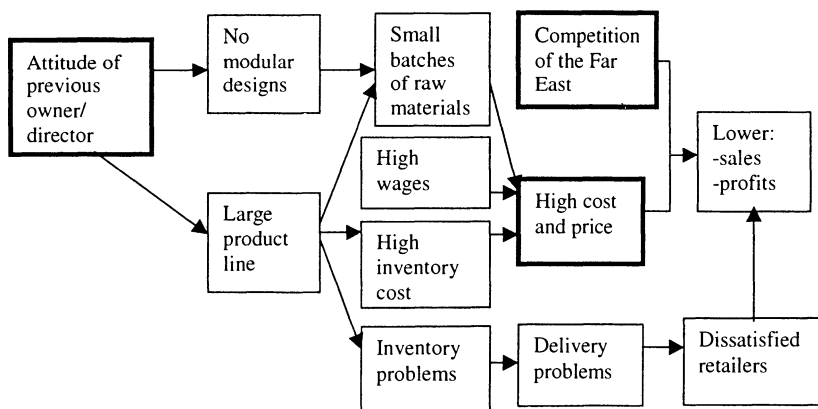 Attitude of
previous
owner/
director
No
modular
designs
Small
batches
of raw
materials
Competition
of the Far
East
Lower:
-sales
-profits
High
wages
High cost
and price
Large
product
line
High
inventory
cost
Inventory
problems
Delivery
problems
Dissatisfied
retailers